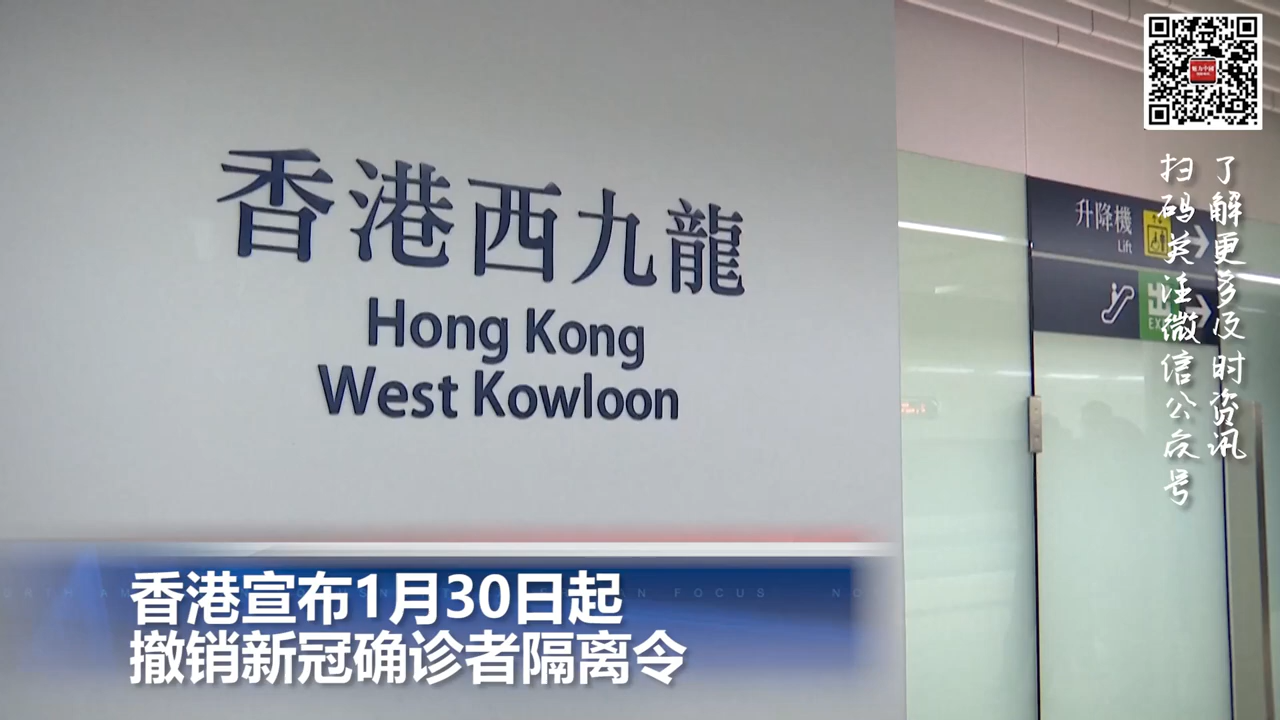 香港西九龍
Hong Kong
West Kowloon
升降機
Lift
EX
了解更多及时资讯
扫码关注微信公众号
香港宣布1月30日起
撤销新冠确诊者隔离令